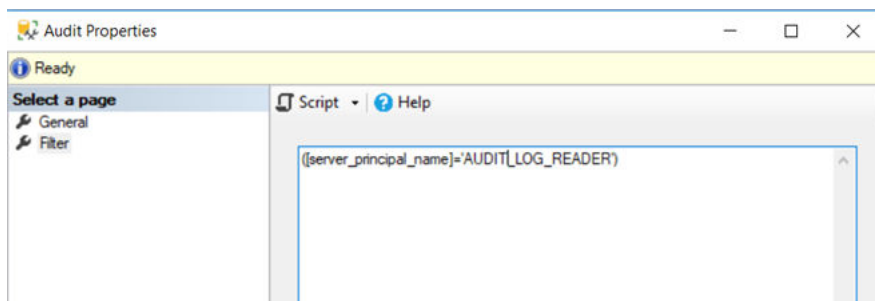 Audit Properties
Ready
Select a page
Script
Help
General
Filter
([server_principal_name]='AUDIT_LOG_READER')